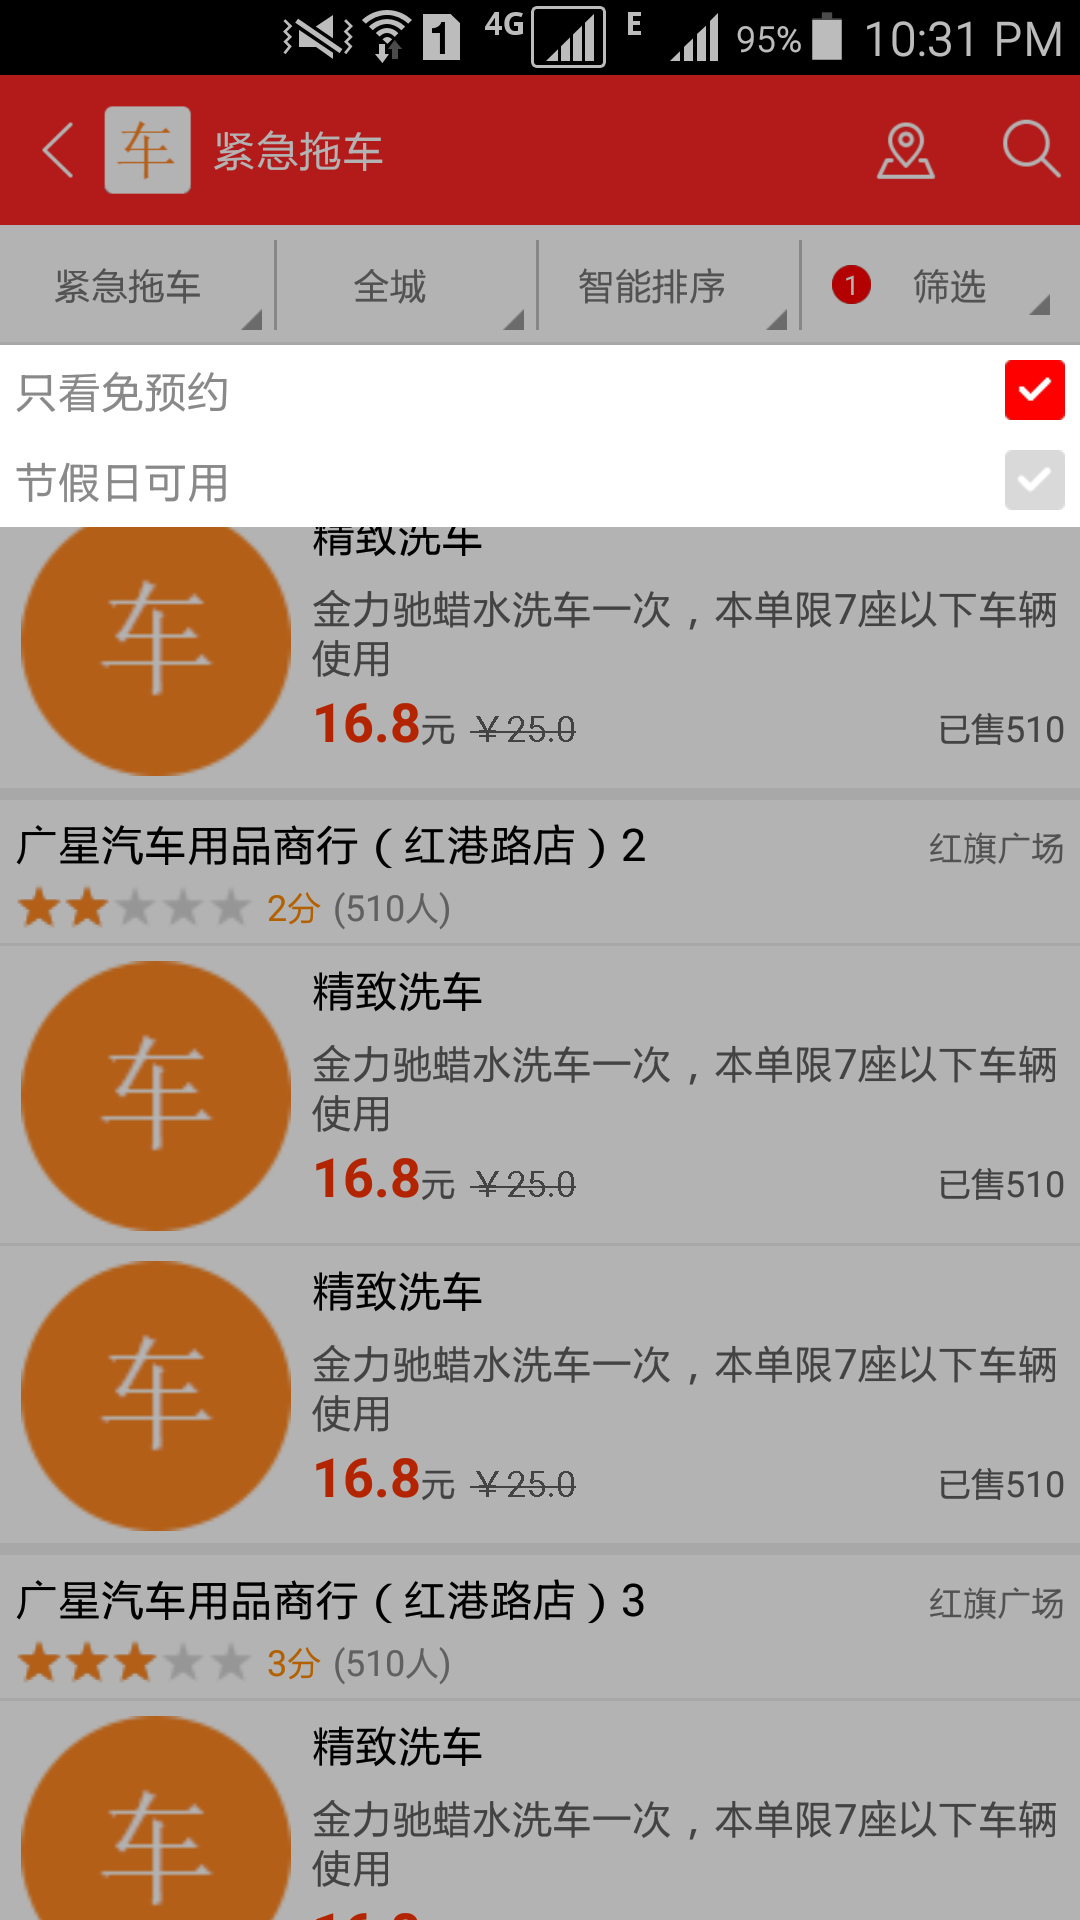 1 4G E 95% 10:31 PM
车 紧急拖车
紧急拖车 全城 智能排序 1 筛选
只看免预约
节假日可用
精致洗车
车
金力驰蜡水洗车一次，本单限7座以下车辆
使用
16.8元 ￥25.0 已售510
广星汽车用品商行（红港路店）2 红旗广场
2分 (510人)
精致洗车
车
金力驰蜡水洗车一次，本单限7座以下车辆
使用
16.8元 ￥25.0 已售510
精致洗车
车
金力驰蜡水洗车一次，本单限7座以下车辆
使用
16.8元 ￥25.0 已售510
广星汽车用品商行（红港路店）3 红旗广场
3分 (510人)
精致洗车
车
金力驰蜡水洗车一次，本单限7座以下车辆
使用
16.8